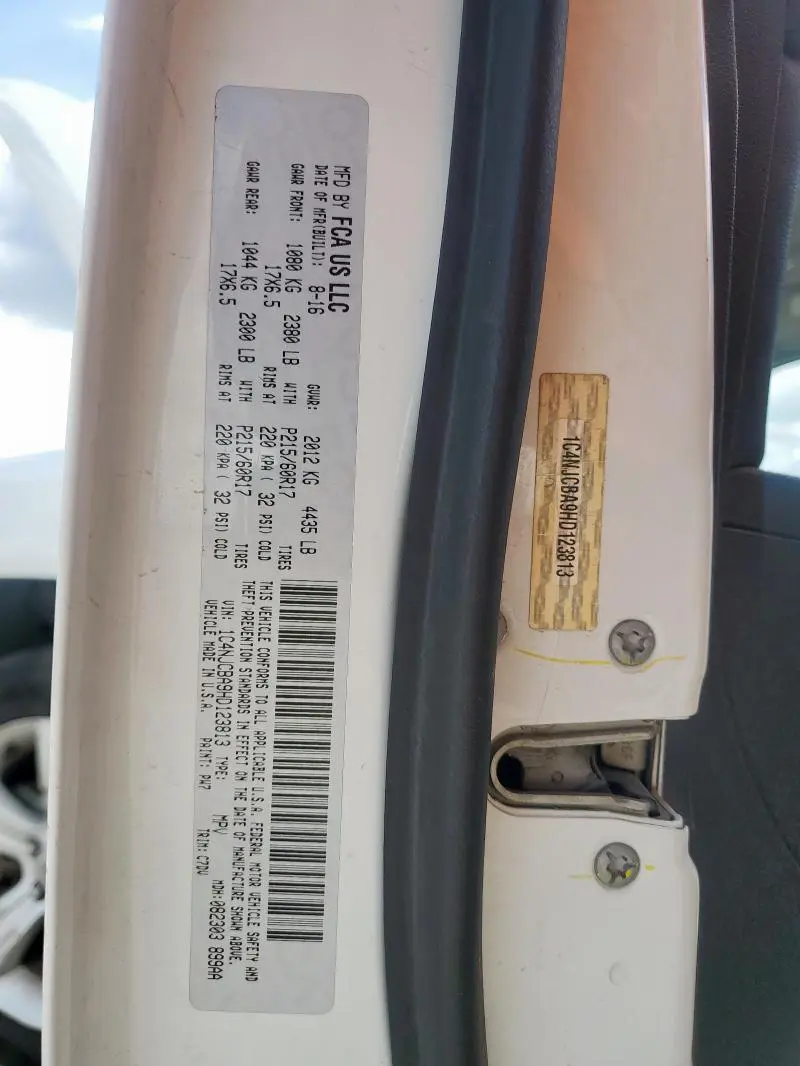 MFD BY FCA US LLC
DATE OF MFR(BUILT): 8-16 GVWR: 2012 KG 4435 LB
GAWR FRONT: 1080 KG 2380 LB WITH P215/60R17 TIRES
17X6.5 RIMS AT 220 KPA ( 32 PSI) COLD
GAWR REAR: 1044 KG 2300 LB WITH P215/60R17 TIRES
17X6.5 RIMS AT 220 KPA ( 32 PSI) COLD
THIS VEHICLE CONFORMS TO ALL APPLICABLE U.S.A. FEDERAL MOTOR VEHICLE SAFETY AND
THEFT PREVENTION STANDARDS IN EFFECT ON THE DATE OF MANUFACTURE SHOWN ABOVE.
VIN: 1C4NJCBA9HD123813 TYPE: MPV MDH:082303 899AA
VEHICLE MADE IN U.S.A. PAINT: PW7 TRIM: C7DV
1C4NJCBA9HD123813